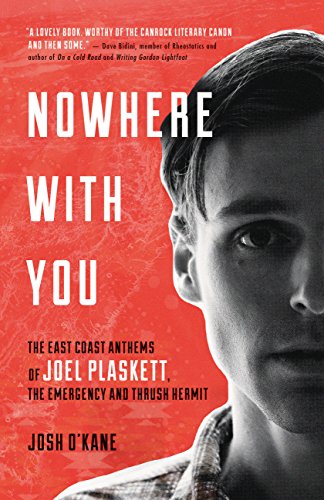 "A LOVELY BOOK, WORTHY OF THE CANROCK LITERARY CANON
AND THEN SOME." — Dave Bidini, member of Rheostatics and
author of On a Cold Road and Writing Gordon Lightfoot
NOWHERE
WITH
YOU
THE EAST COAST ANTHEMS
OF JOEL PLASKETT,
THE EMERGENCY AND THRUSH HERMIT
JOSH O'KANE